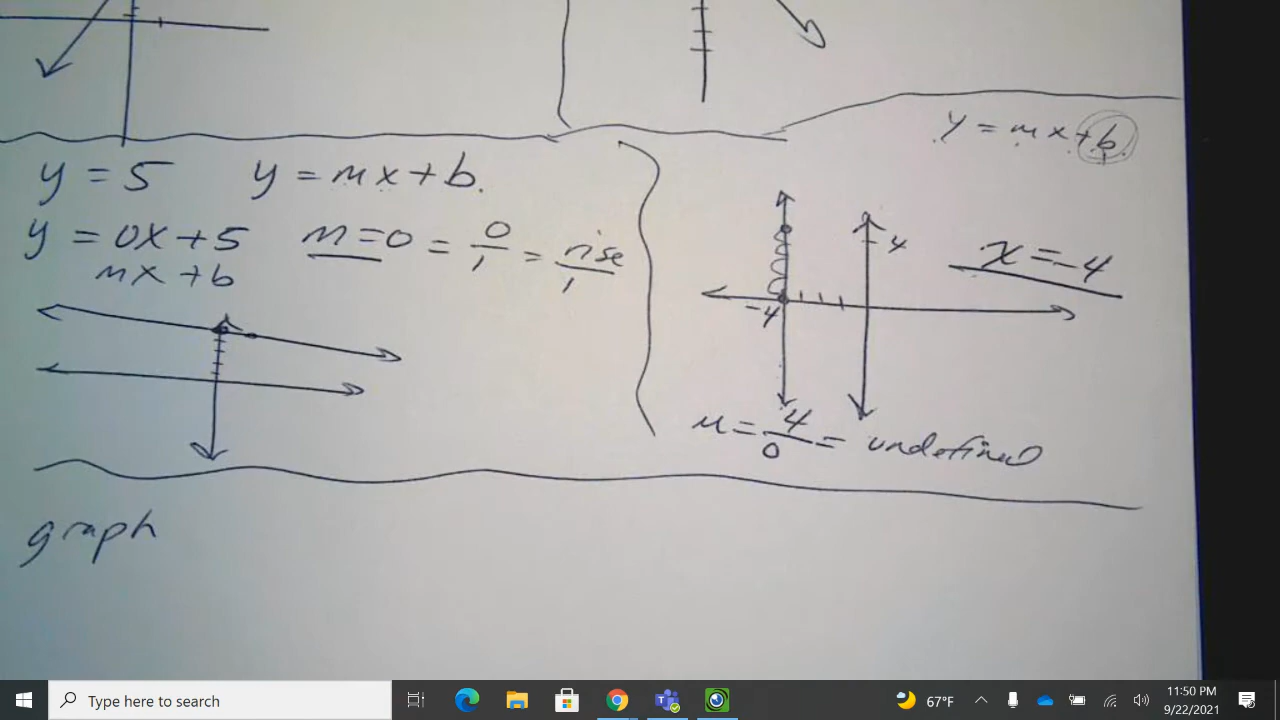 y = mx+b
y = 5 y = mx+b.
y = 0x+5 m=0 = 0/1 = rise/1
mx+b
4
x = -4
-4
m = 4/0 = undefined
graph
Type here to search
67°F
11:50 PM
9/22/2021